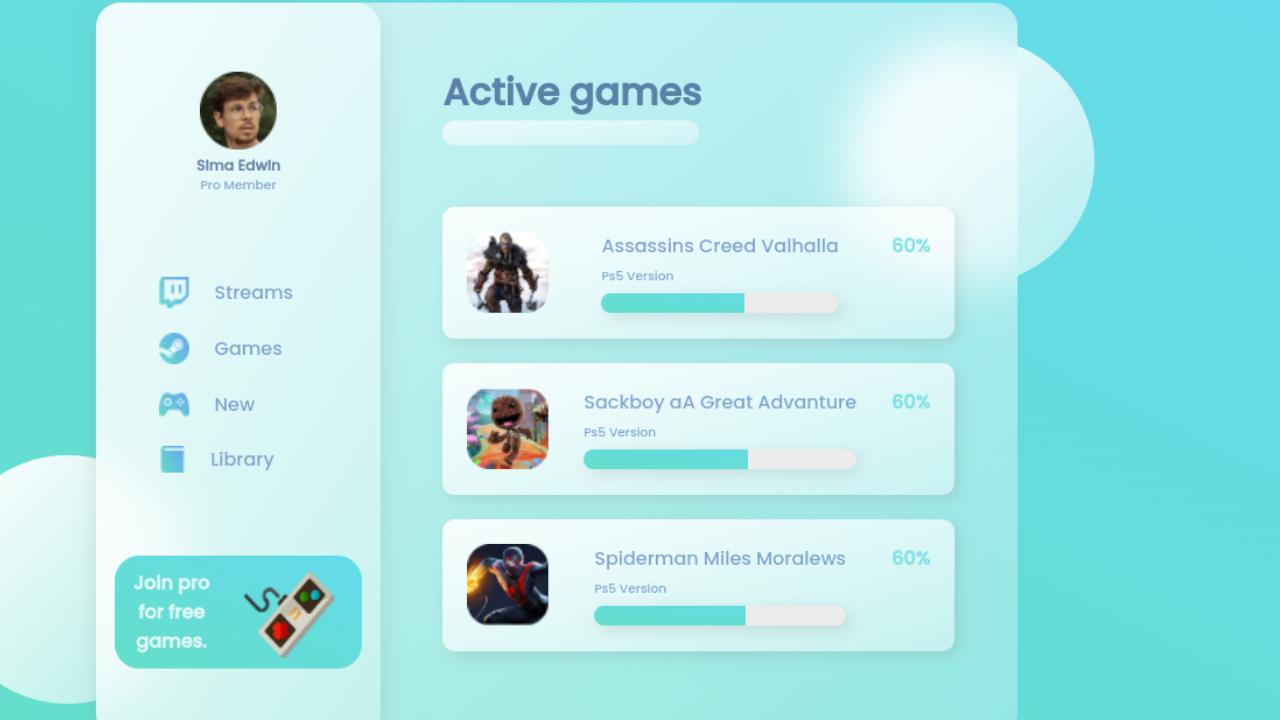 Sima Edwin
Pro Member
Streams
Games
New
Library
Join pro
for free
games.
Active games
Assassins Creed Valhalla
60%
Ps5 Version
Sackboy aA Great Advanture
60%
Ps5 Version
Spiderman Miles Moralews
60%
Ps5 Version